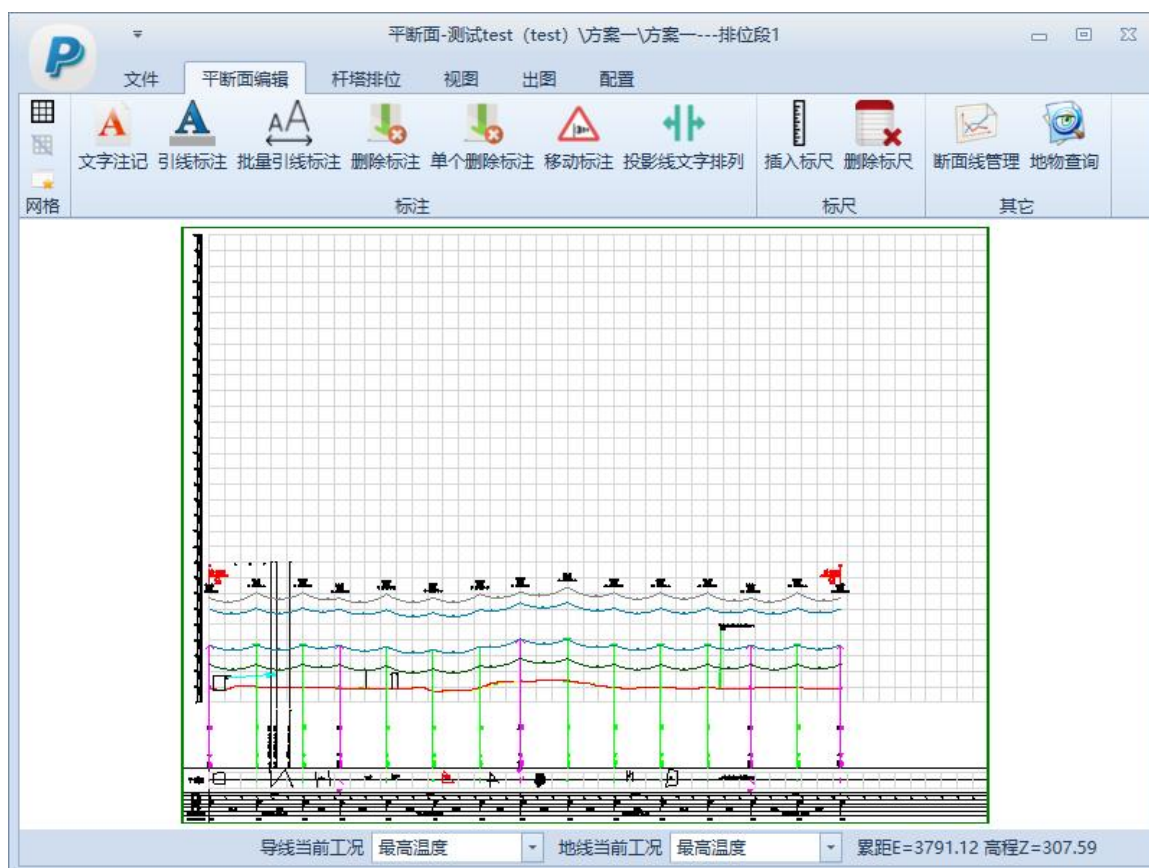 平断面-测试test（test）\方案一\方案一---排位段1
文件 平断面编辑 杆塔排位 视图 出图 配置
文字注记 引线标注 批量引线标注 删除标注 单个删除标注 移动标注 投影线文字排列 插入标尺 删除标尺 断面线管理 地物查询
网格 标注 标尺 其它
导线当前工况 最高温度 地线当前工况 最高温度 累距E=3791.12 高程Z=307.59